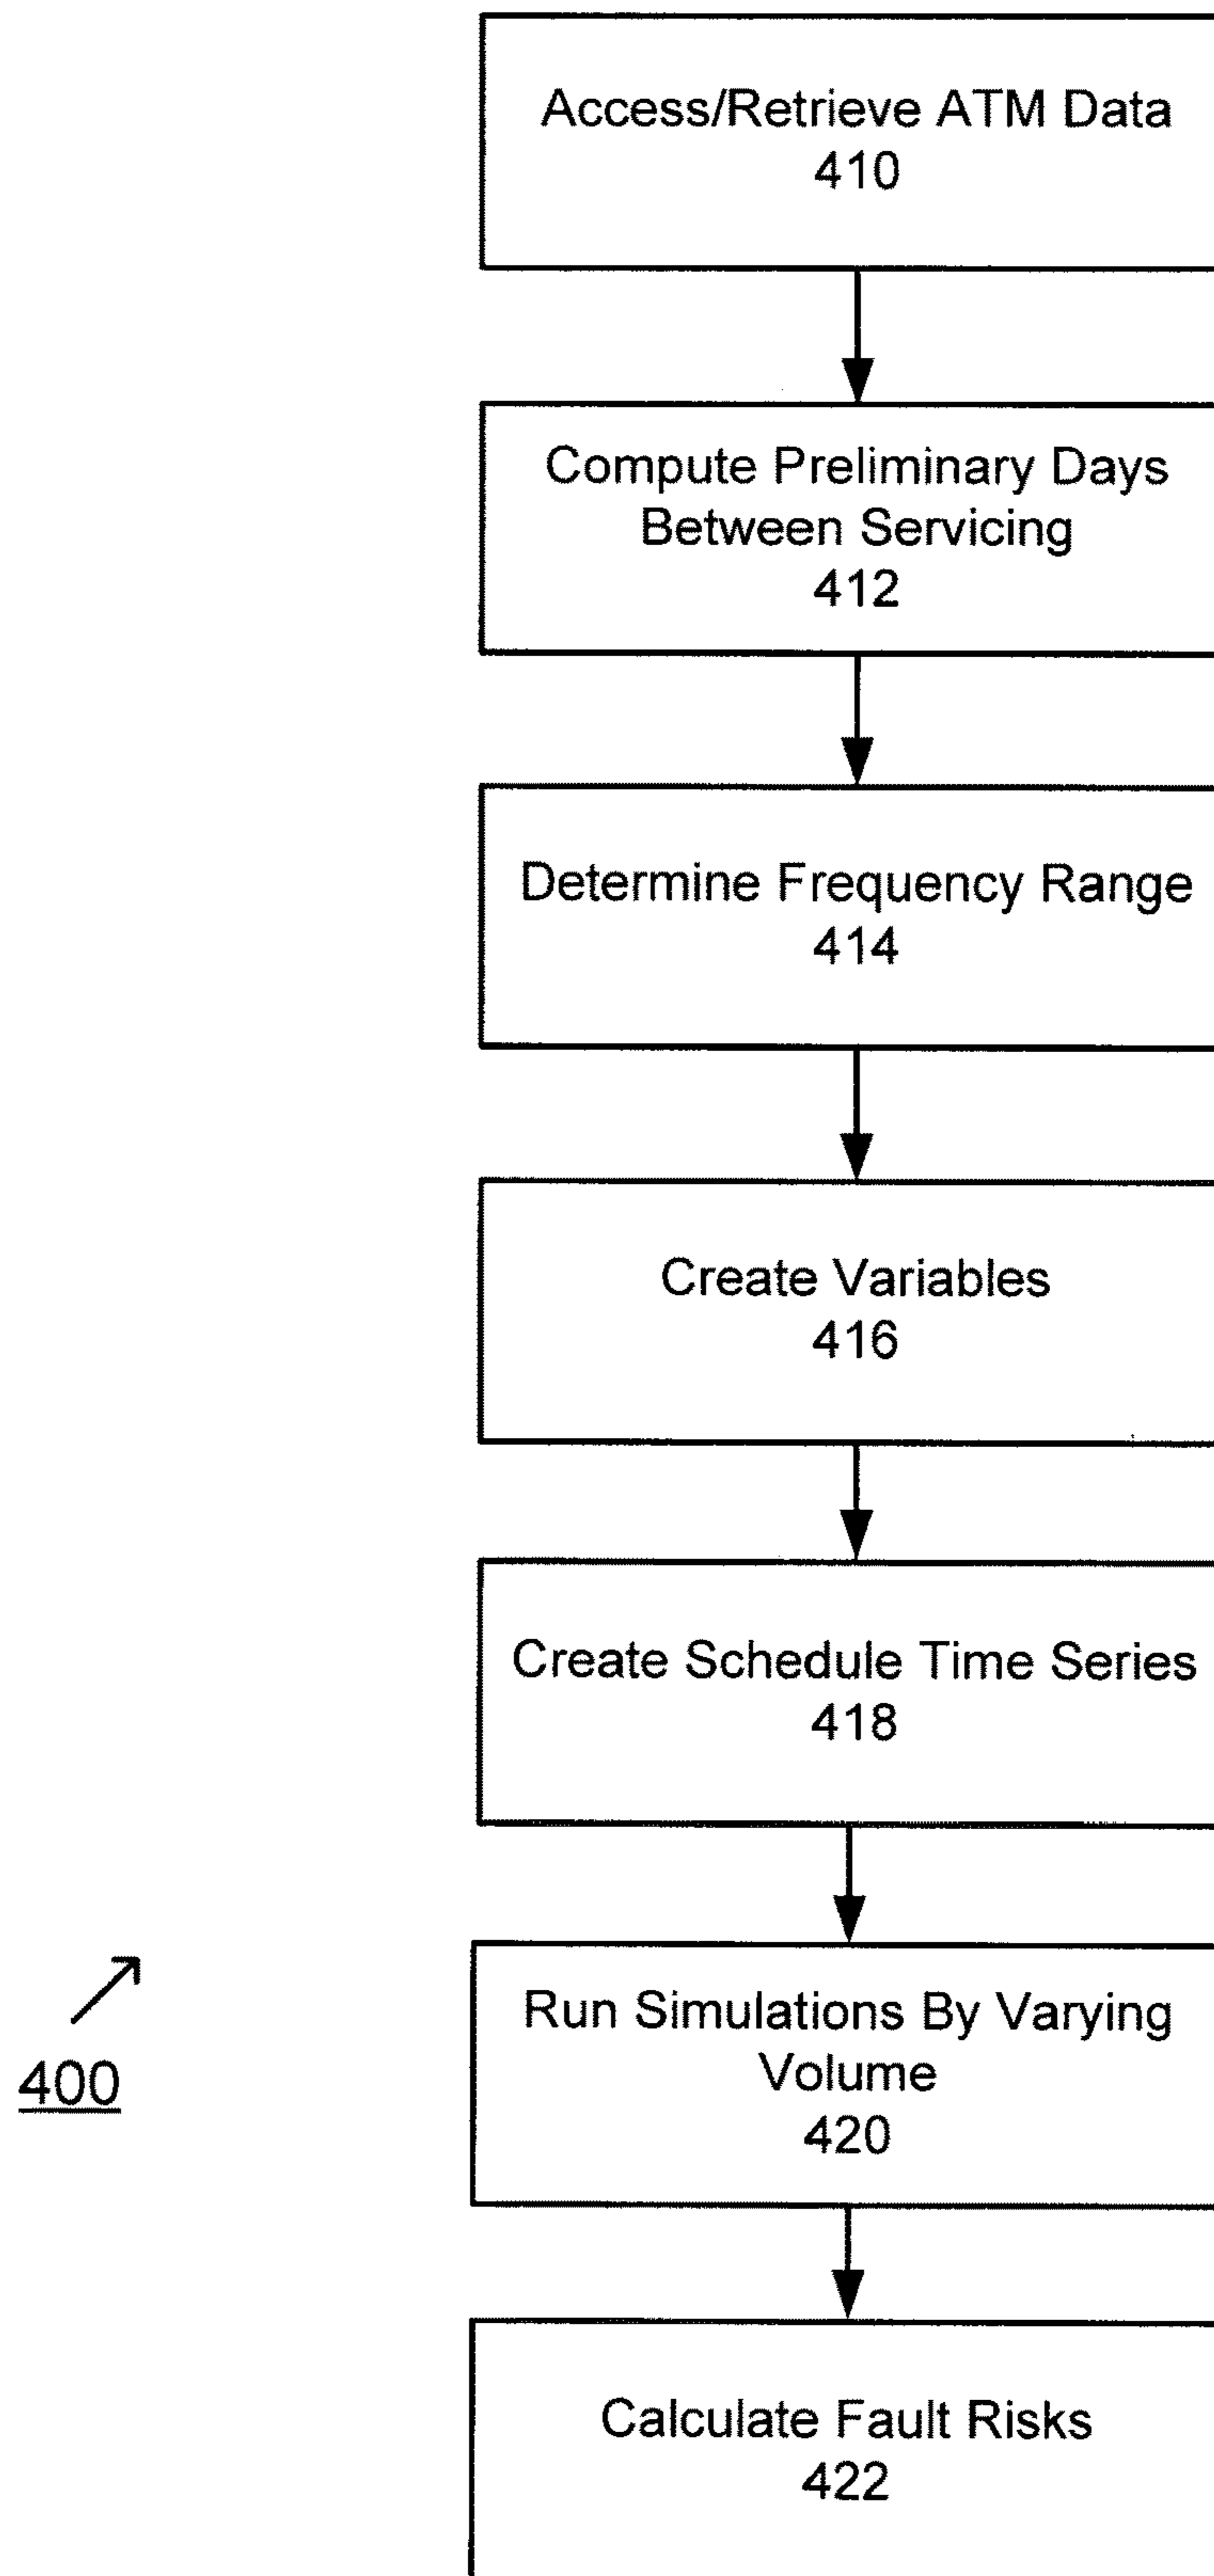 Access/Retrieve ATM Data
410
Compute Preliminary Days
Between Servicing
412
Determine Frequency Range
414
Create Variables
416
Create Schedule Time Series
418
Run Simulations By Varying
Volume
420
400
Calculate Fault Risks
422